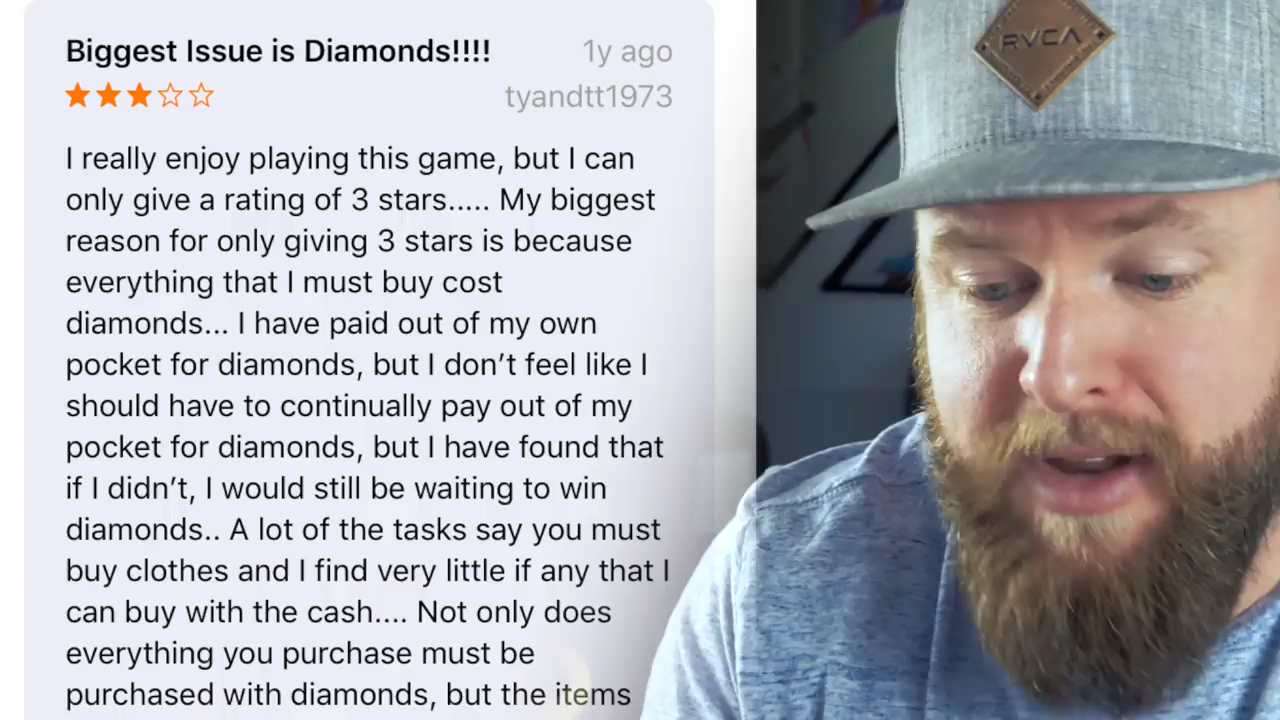 Biggest Issue is Diamonds!!!!
1y ago
tyandtt1973
I really enjoy playing this game, but I can
only give a rating of 3 stars..... My biggest
reason for only giving 3 stars is because
everything that I must buy cost
diamonds... I have paid out of my own
pocket for diamonds, but I don’t feel like I
should have to continually pay out of my
pocket for diamonds, but I have found that
if I didn’t, I would still be waiting to win
diamonds.. A lot of the tasks say you must
buy clothes and I find very little if any that I
can buy with the cash.... Not only does
everything you purchase must be
purchased with diamonds, but the items
RVCA